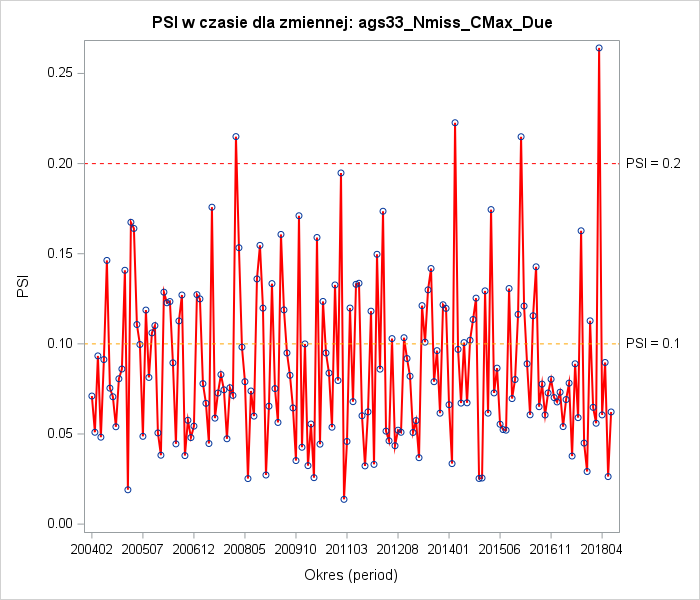 PSI w czasie dla zmiennej: ags33_Nmiss_CMax_Due
0.25
0.20
0.15
0.10
0.05
0.00
PSI
PSI = 0.2
PSI = 0.1
200402 200507 200612 200805 200910 201103 201208 201401 201506 201611 201804
Okres (period)